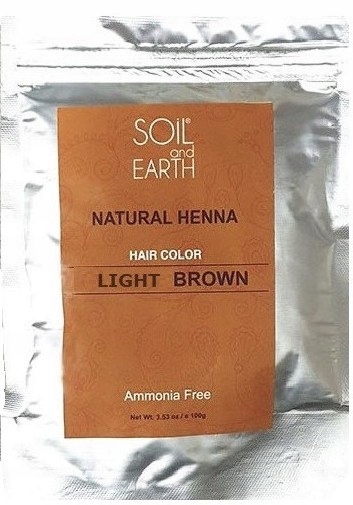 SOiL®
and
EARTH
NATURAL HENNA
HAIR COLOR
LIGHT BROWN
Ammonia Free
Net Wt. 3.53 oz / e 100g